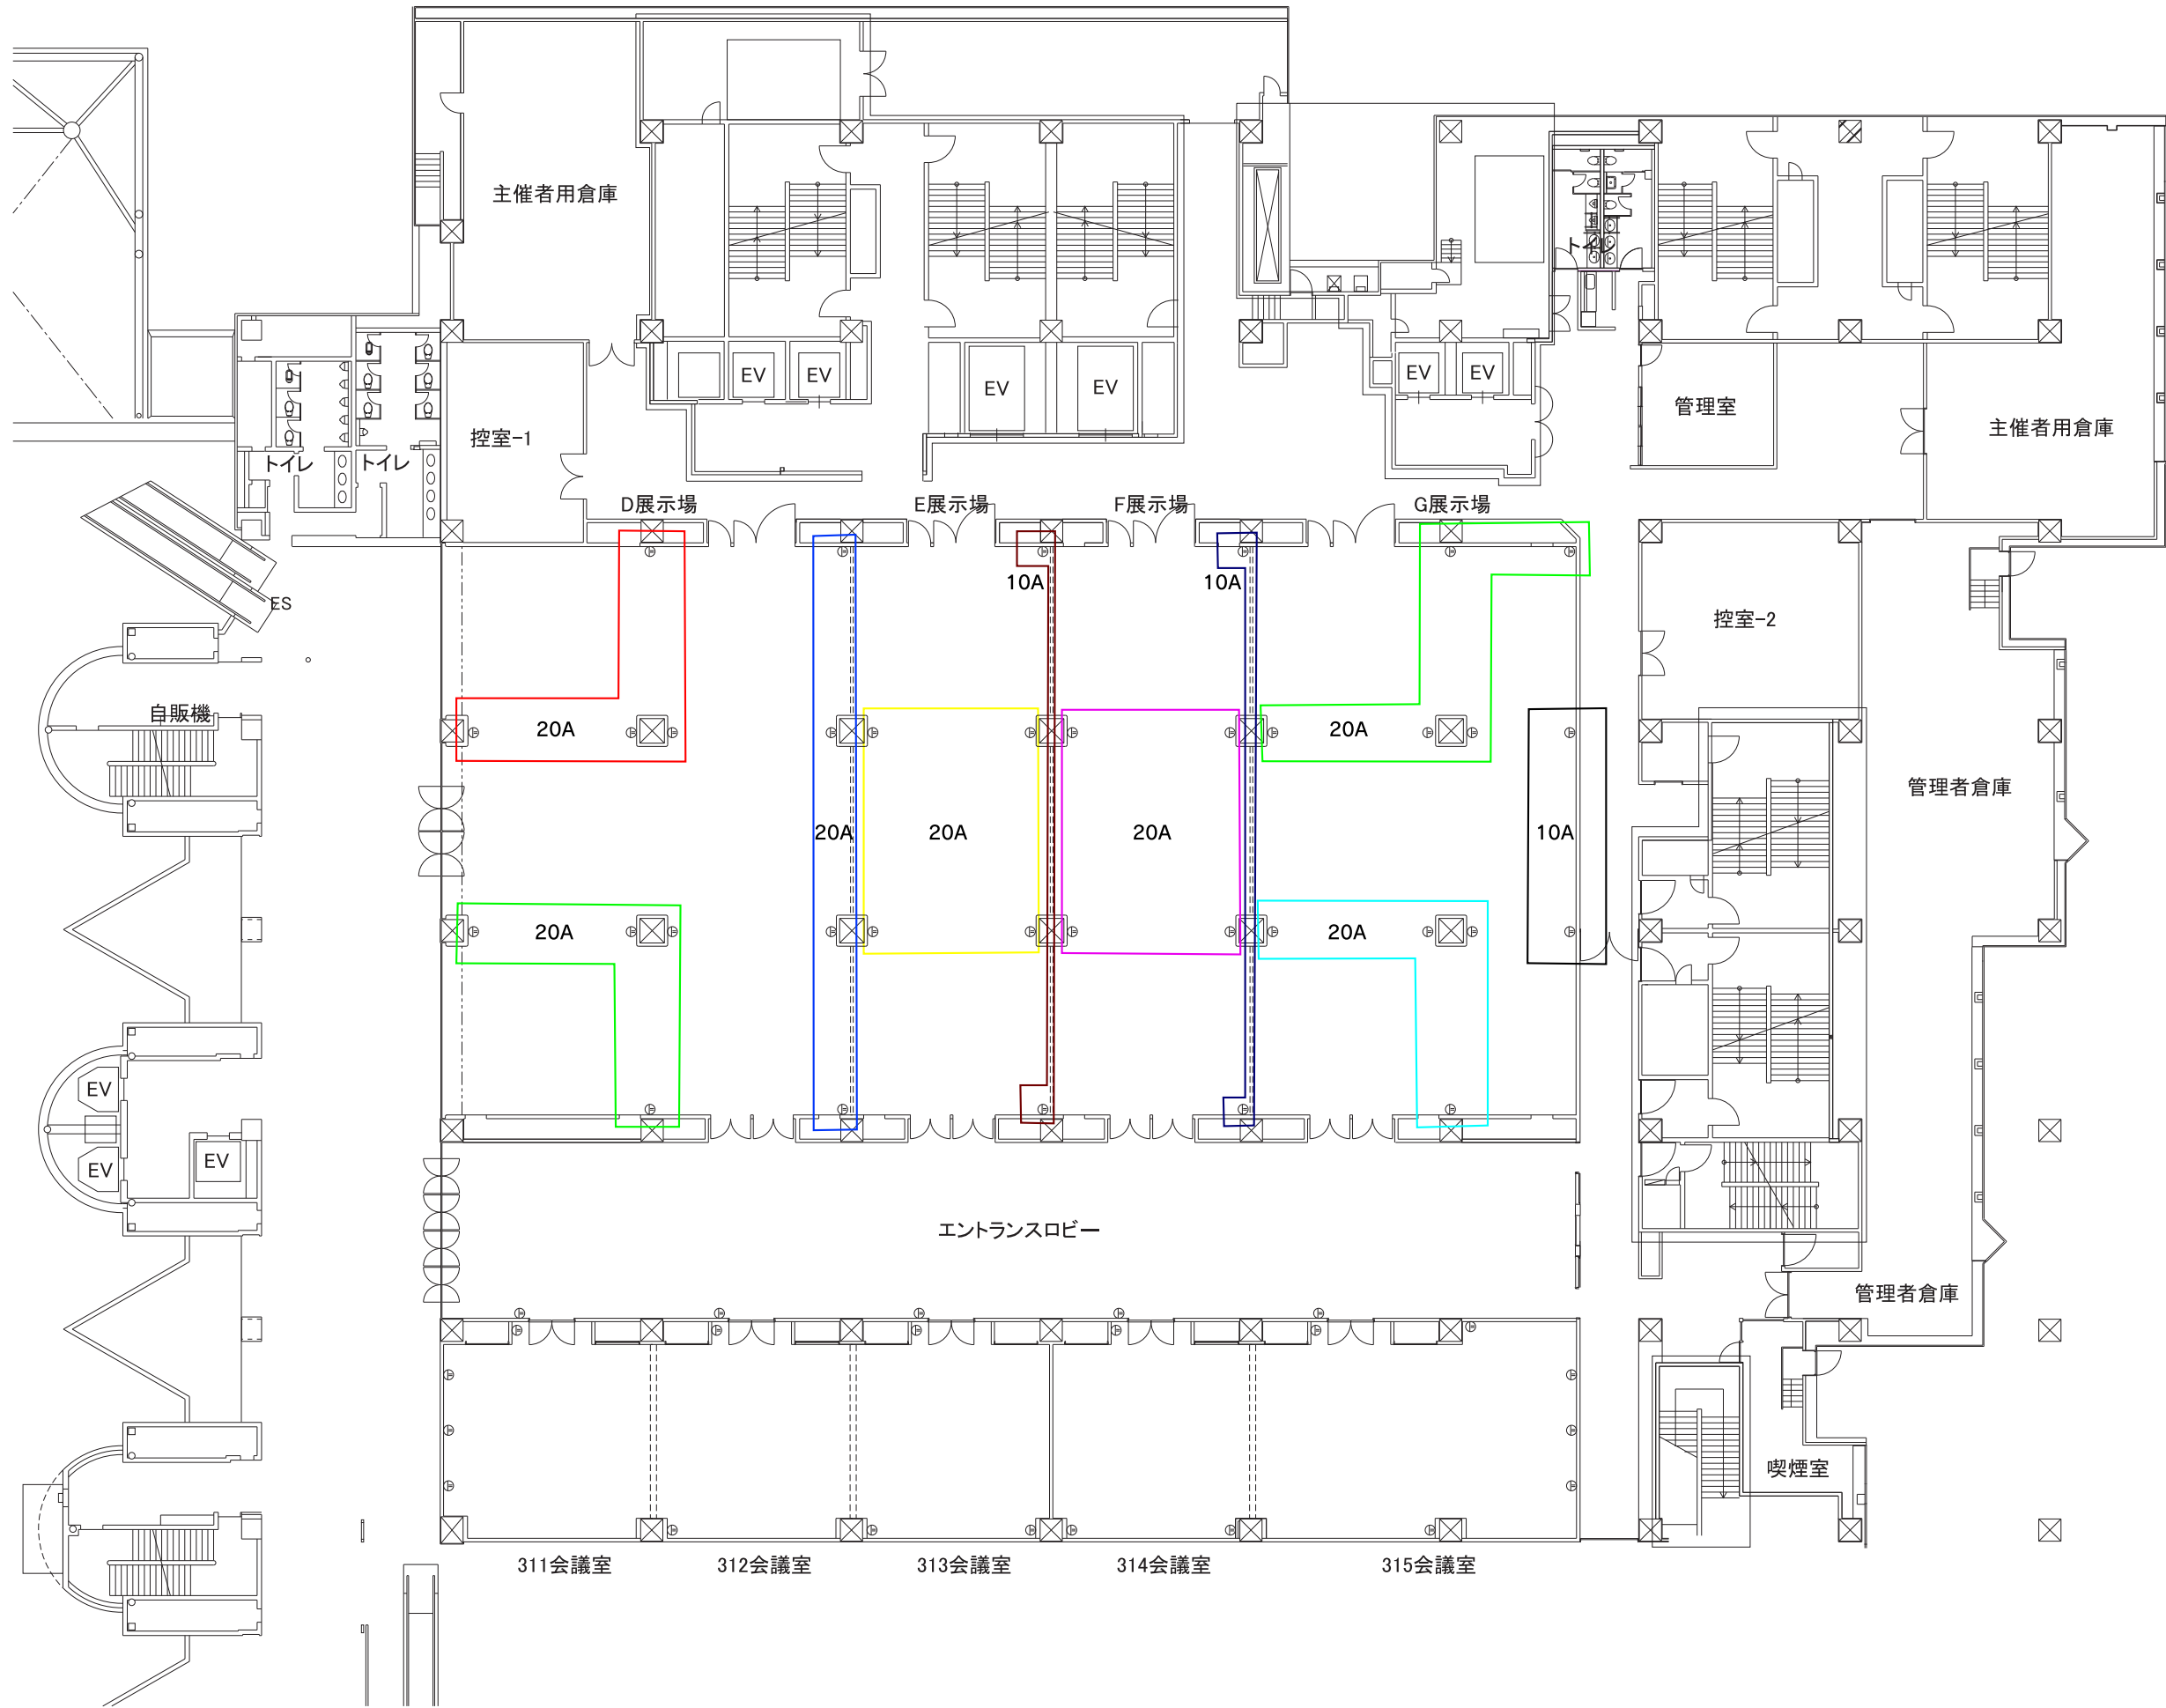 主催者用倉庫
トイレ
EV
EV
EV
EV
EV
EV
管理室
主催者用倉庫
控室-1
トイレ
トイレ
D展示場
E展示場
F展示場
G展示場
10A
10A
ES
控室-2
自販機
20A
20A
管理者倉庫
20A
20A
20A
10A
20A
20A
EV
EV
EV
エントランスロビー
管理者倉庫
喫煙室
311会議室
312会議室
313会議室
314会議室
315会議室